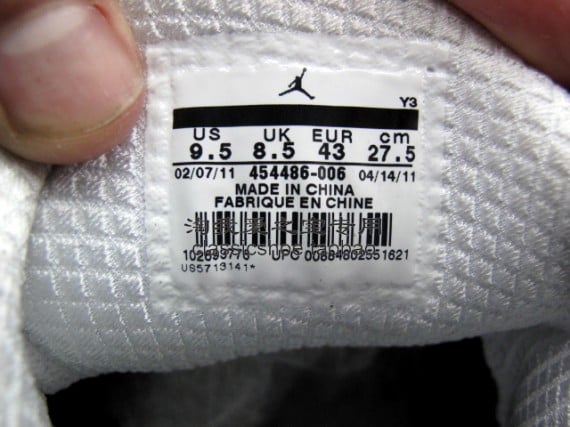 Y3
US UK EUR cm
9.5 8.5 43 27.5
02/07/11 454486-006 04/14/11
MADE IN CHINA
FABRIQUE EN CHINE
UPC
US5713141*